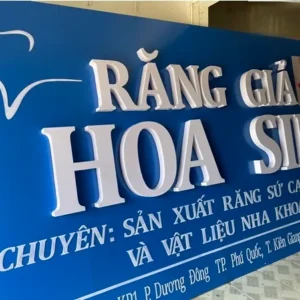 RĂNG GIẢ
HOA
CHUYÊN: SẢN XUẤT RĂNG SỨ
VÀ VẬT LIỆU NHA KHOA
P. Dương Đông TP. Phú Quốc, T. Kiên Giang